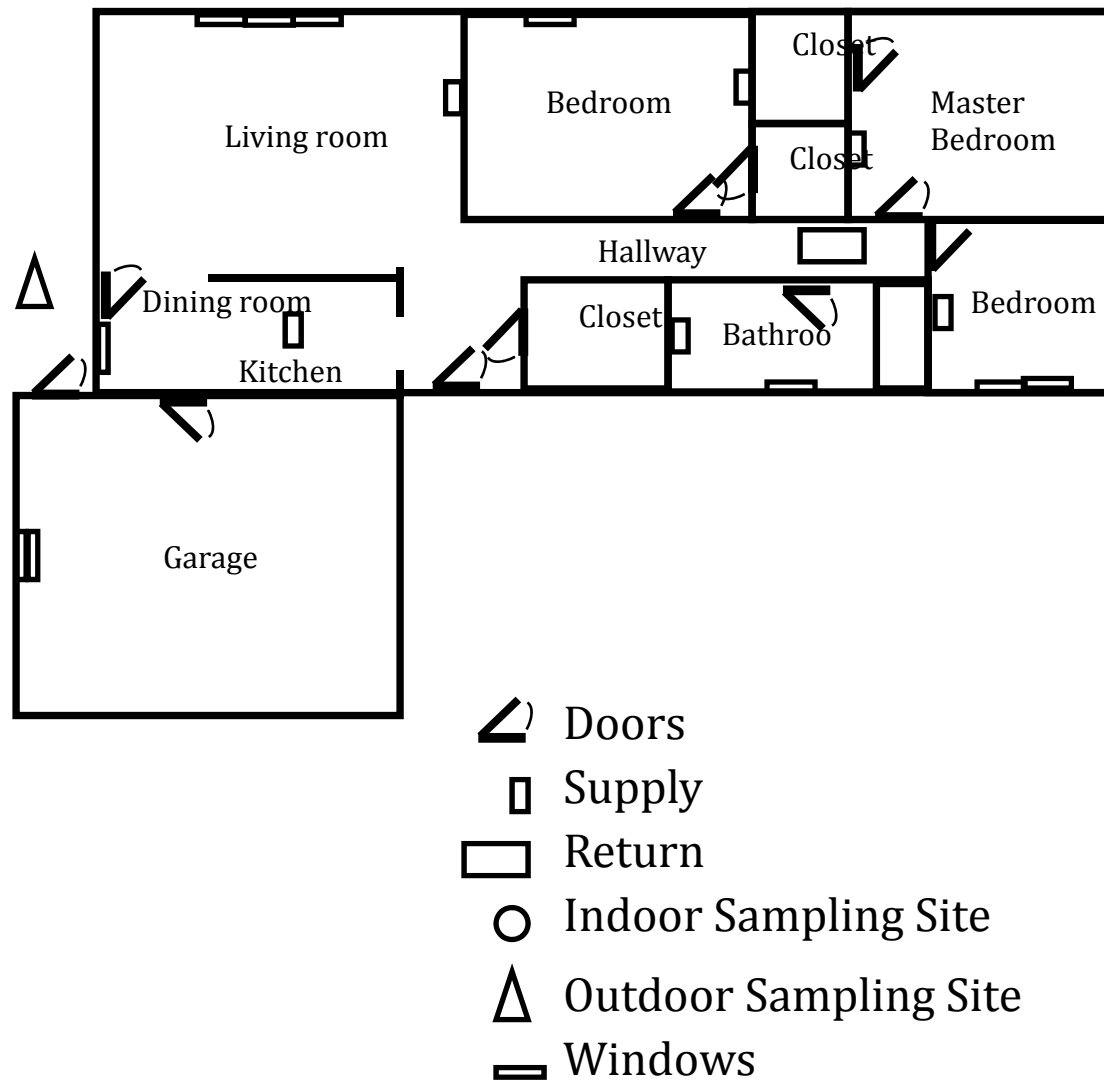 Closet
Living room
Bedroom
Master
Bedroom
Closet
Hallway
Dining room
Closet
Bathroo
Bedroom
Kitchen
Garage
Doors
Supply
Return
Indoor Sampling Site
Outdoor Sampling Site
Windows